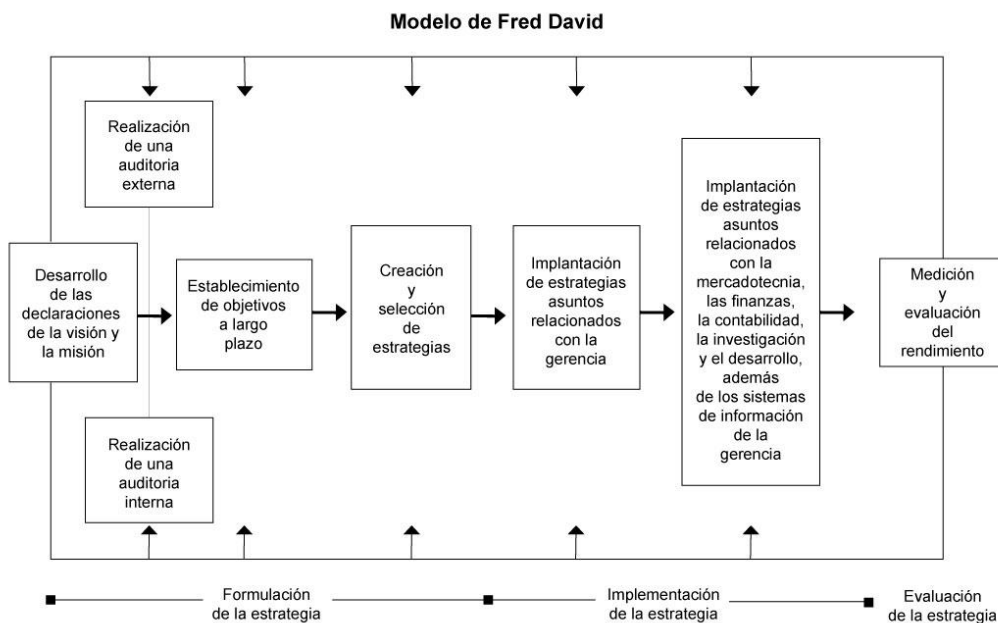 Modelo de Fred David
Realización
de una
auditoria
externa
Desarrollo
de las
declaraciones
de la visión y
la misión
Realización
de una
auditoria
interna
Establecimiento
de objetivos
a largo
plazo
Creación
y
selección
de
estrategias
Implantación
de estrategias
asuntos
relacionados
con la
gerencia
Implantación
de estrategias
asuntos
relacionados
con la
mercadotecnia,
las finanzas,
la contabilidad,
la investigación
y el desarrollo,
además
de los sistemas
de información
de la
gerencia
Medición
y
evaluación
del
rendimiento
Formulación
de la estrategia
Implementación
de la estrategia
Evaluación
de la estrategia